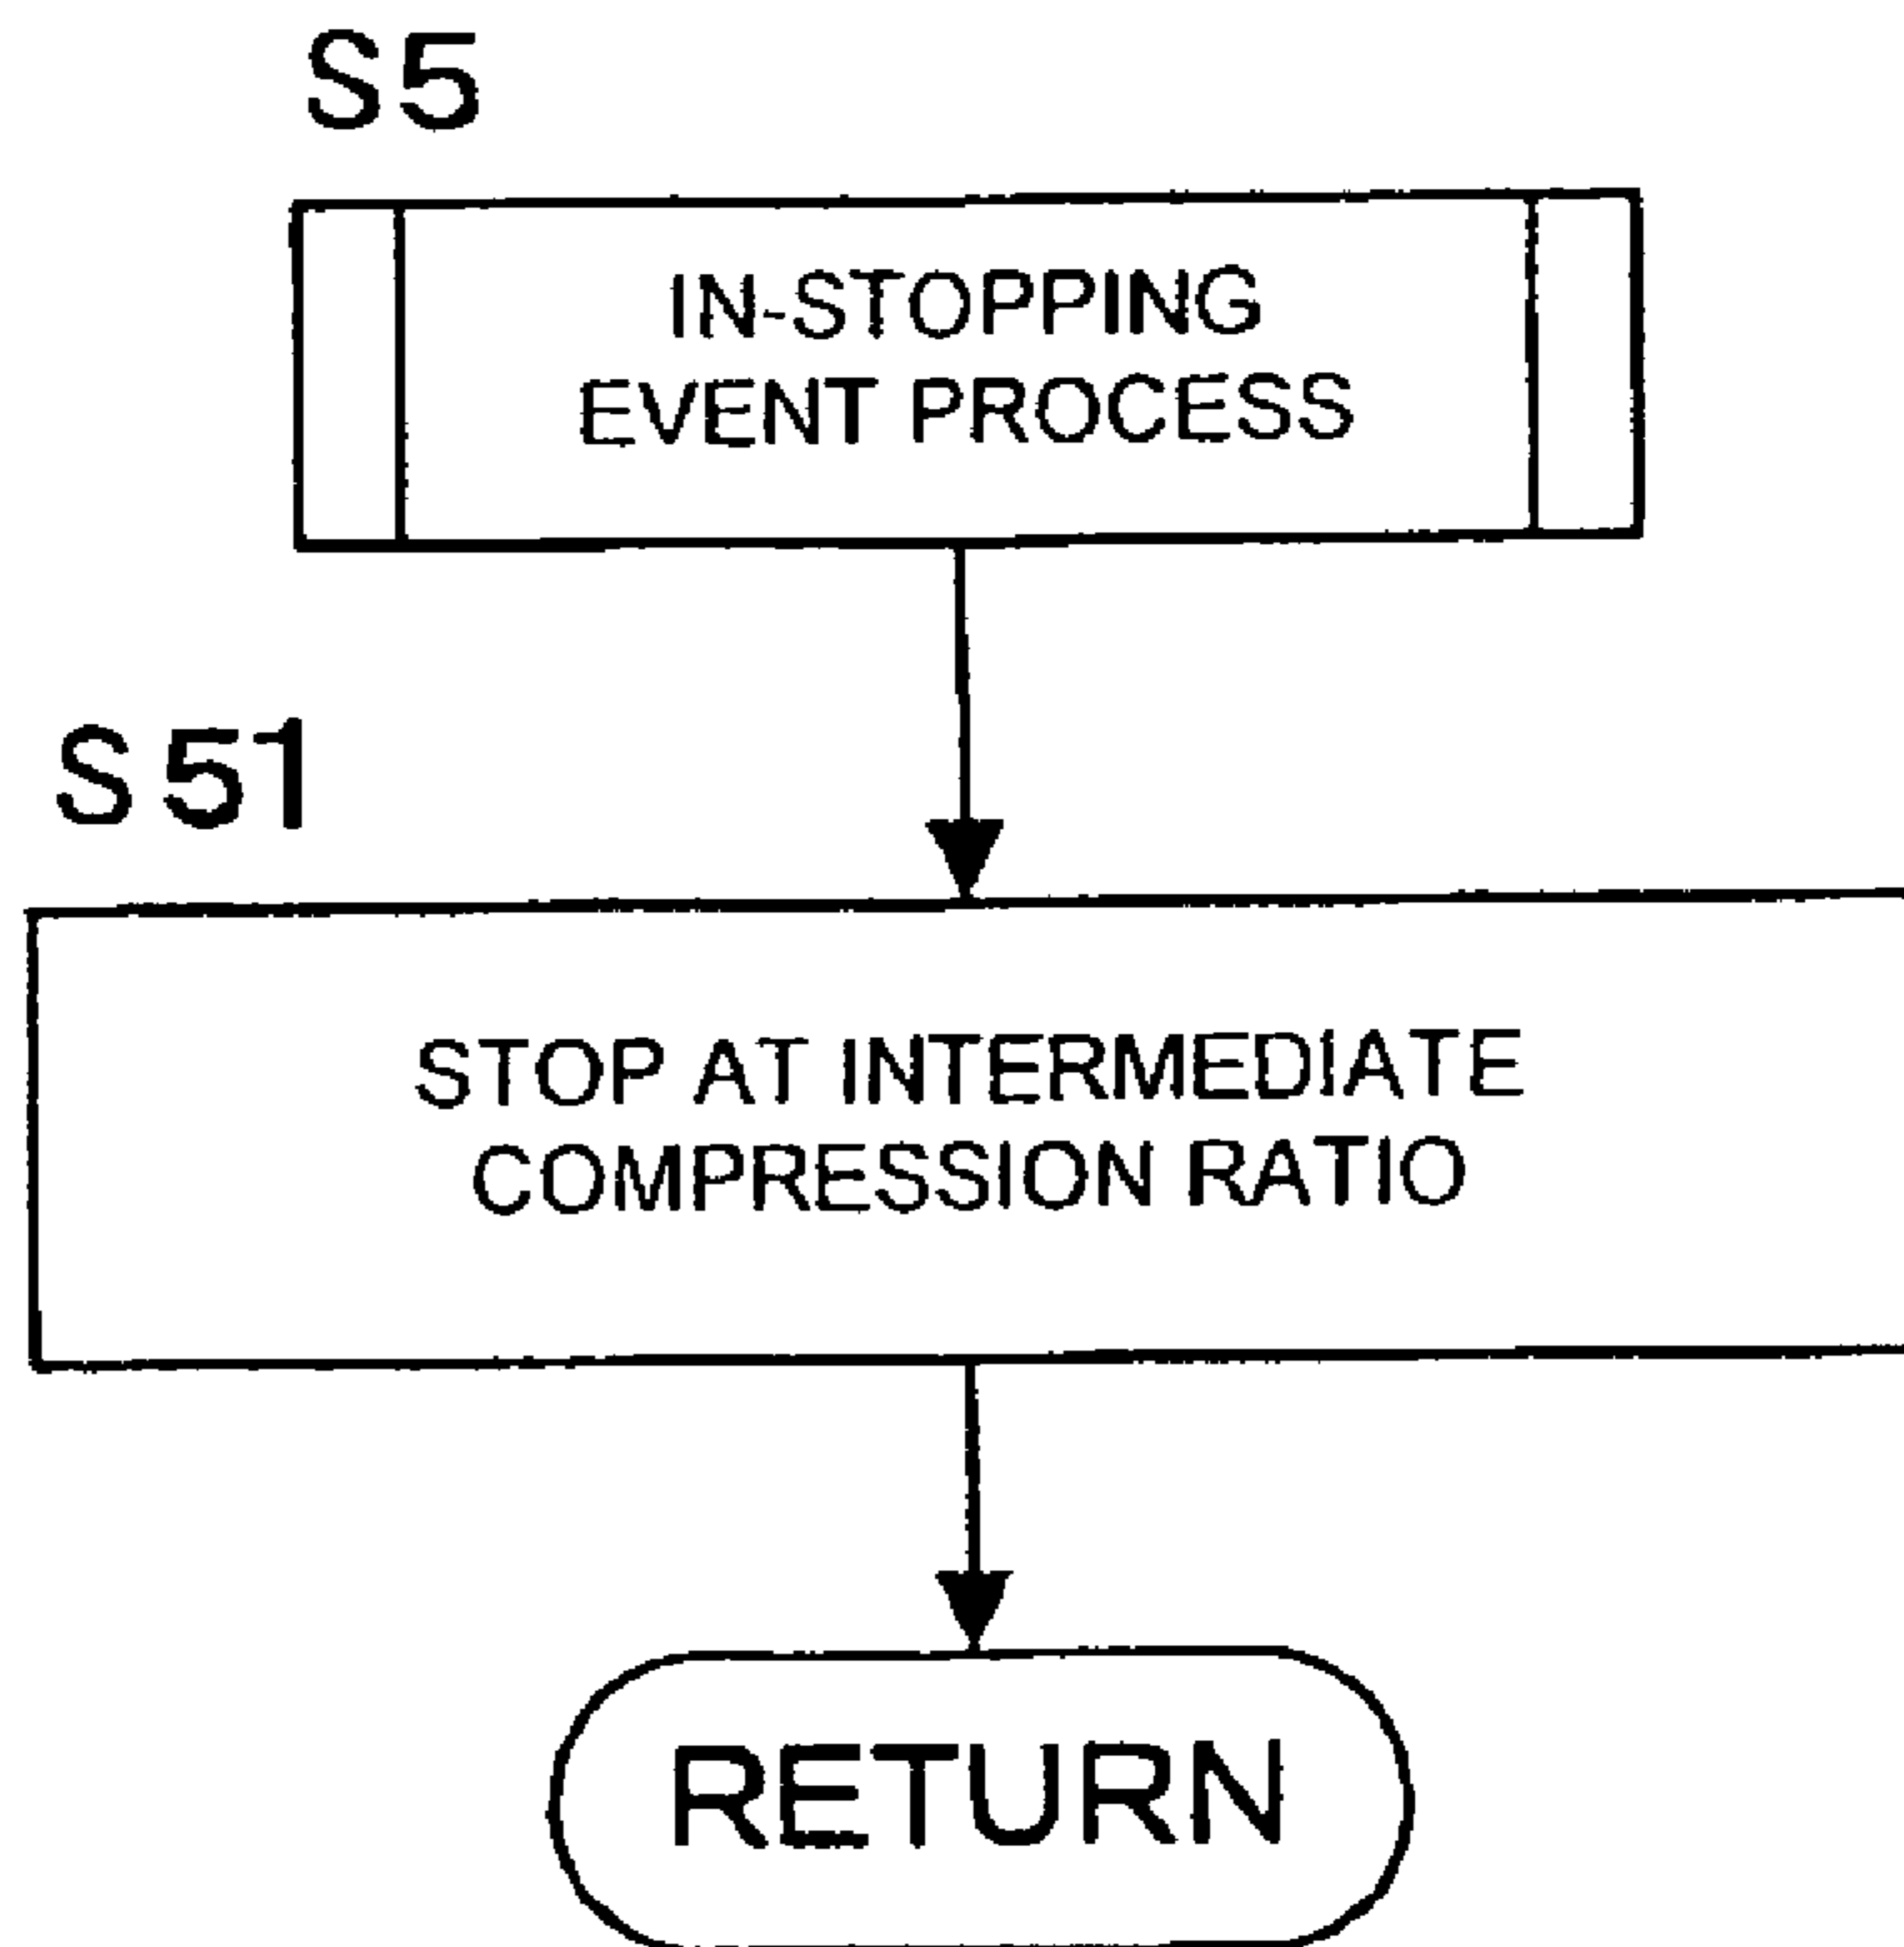 S5
IN-STOPPING
EVENT PROCESS
S51
STOP AT INTERMEDIATE
COMPRESSION RATIO
RETURN